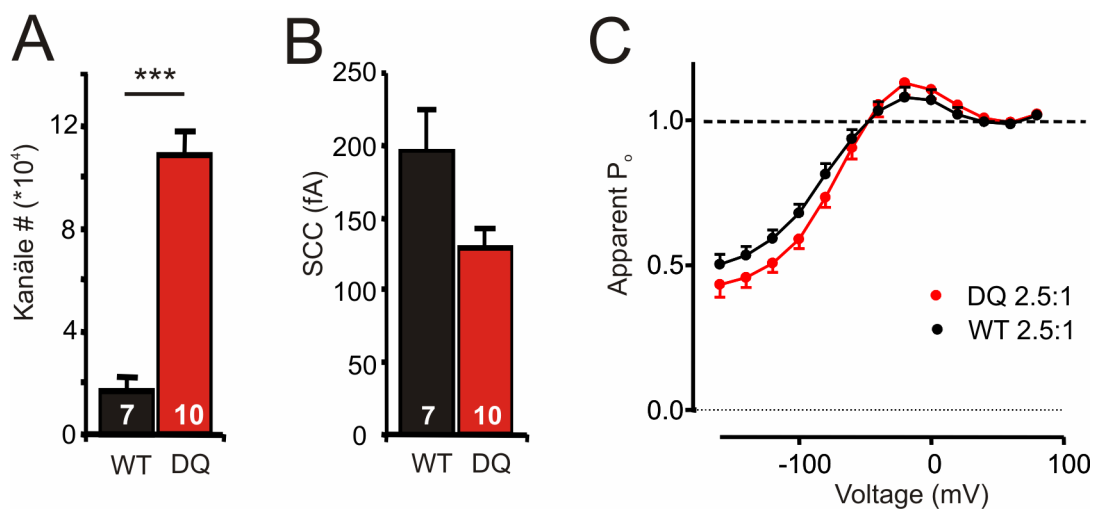 A
Kanäle # (*10⁴)
12
8
4
0
***
7
10
WT
DQ
B
SCC (fA)
250
200
150
100
50
0
7
10
WT
DQ
C
Apparent Pₒ
1.0
0.5
0.0
DQ 2.5:1
WT 2.5:1
-100
0
100
Voltage (mV)